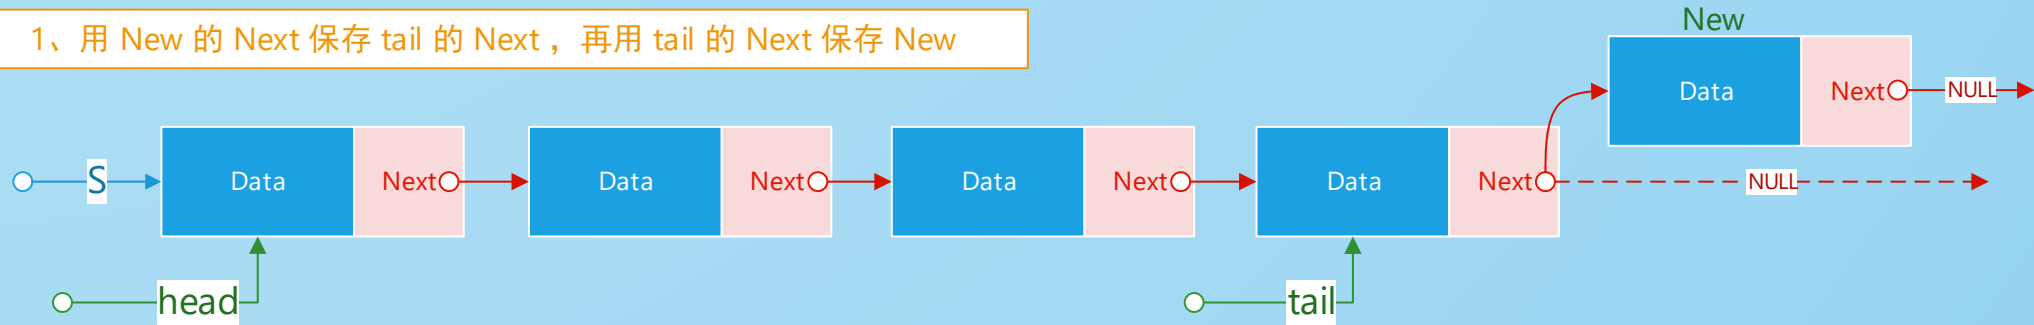 1、用 New 的 Next 保存 tail 的 Next ，再用 tail 的 Next 保存 New
New
Data Next NULL
S Data Next Data Next Data Next Data Next NULL
head tail